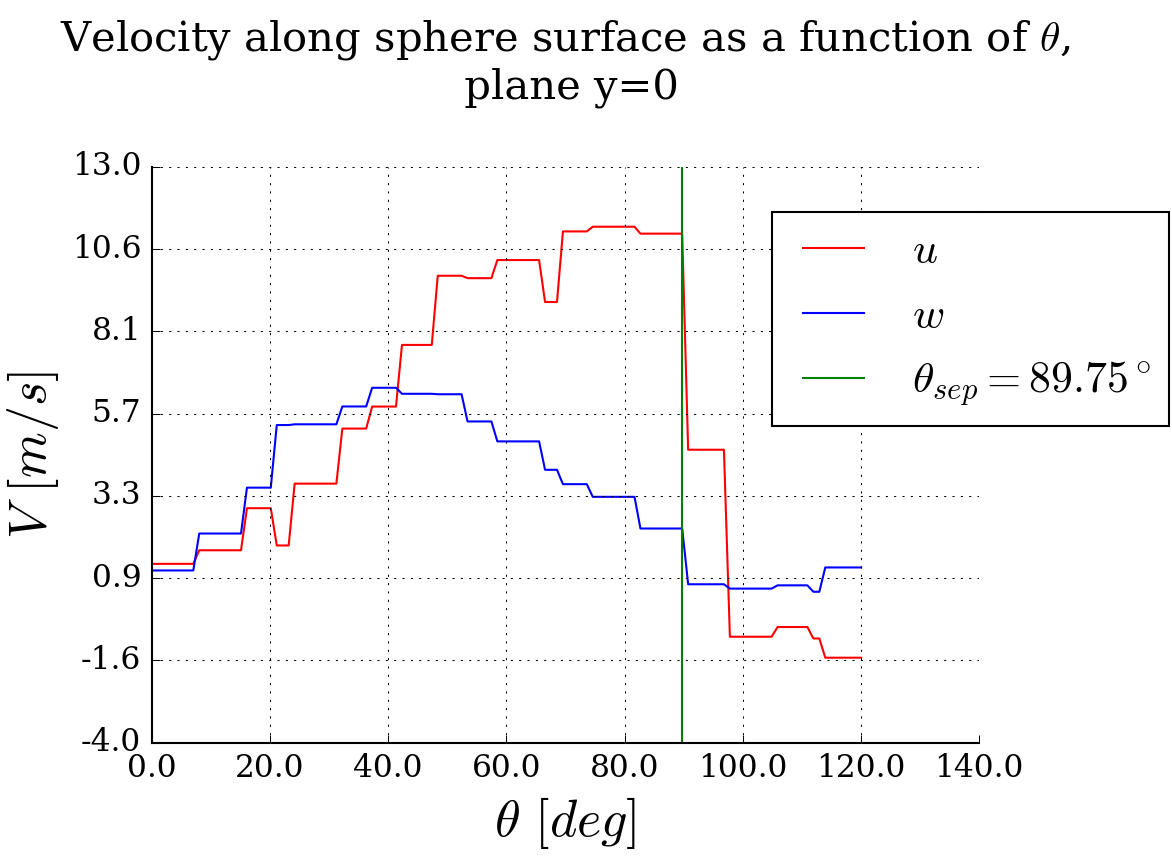 Velocity along sphere surface as a function of θ,
plane y=0
13.0
10.6
8.1
5.7
3.3
0.9
-1.6
-4.0
V [m/s]
0.0 20.0 40.0 60.0 80.0 100.0 120.0 140.0
θ [deg]
u
w
θ_sep = 89.75°